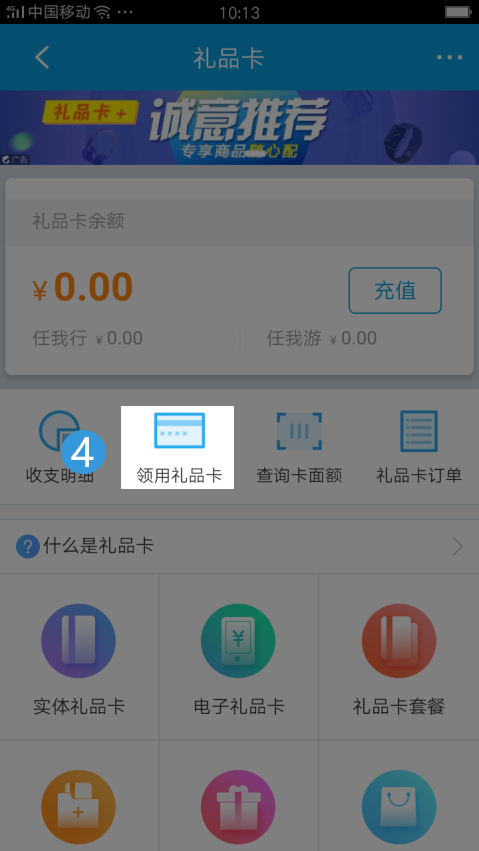 4G 中国移动 10:13
礼品卡
礼品卡+ 诚意推荐
专享商品随心配
广告
礼品卡余额
¥0.00 充值
任我行 ¥0.00 任我游 ¥0.00
4
收支明细 领用礼品卡 查询卡面额 礼品卡订单
? 什么是礼品卡
¥
实体礼品卡 电子礼品卡 礼品卡套餐